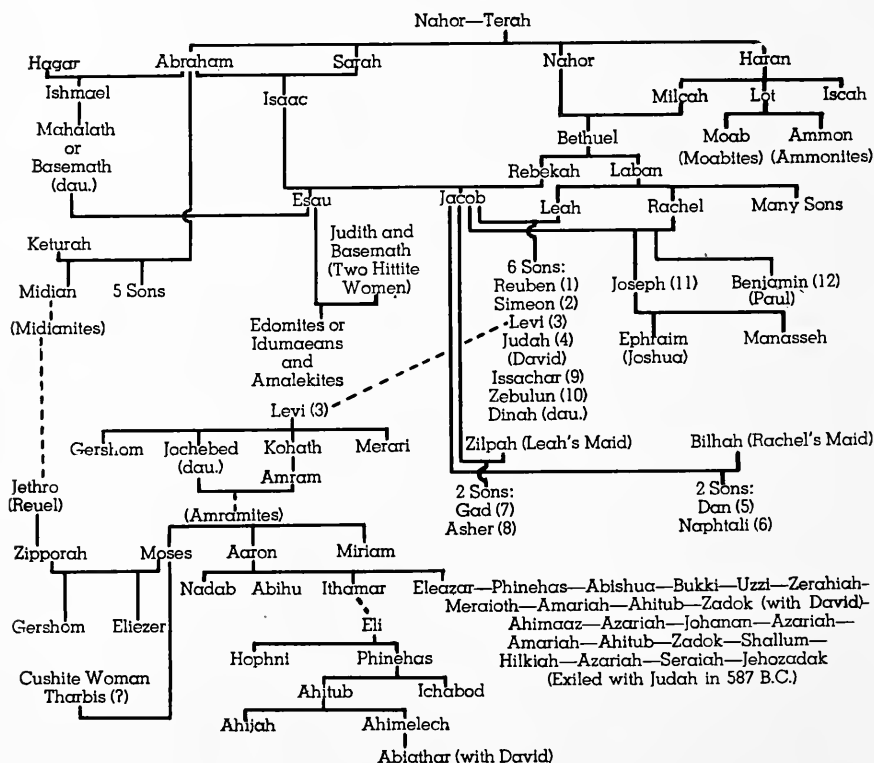 Nahor—Terah
Hagar
Abraham
Sarah
Nahor
Haran
Ishmael
Isaac
Milcah
Lot
Iscah
Mahalath
or
Basemath
(dau.)
Bethuel
Moab
(Moabites)
Ammon
(Ammonites)
Rebekah
Laban
Esau
Jacob
Leah
Rachel
Many Sons
Keturah
Midian
5 Sons
(Midianites)
Judith and
Basemath
(Two Hittite
Women)
Edomites or
Idumaeans
and
Amalekites
6 Sons:
Reuben (1)
Simeon (2)
Levi (3)
Judah (4)
(David)
Issachar (9)
Zebulun (10)
Dinah (dau.)
Joseph (11)
Benjamin (12)
(Paul)
Ephraim
(Joshua)
Manasseh
Levi (3)
Gershom
Jochebed
(dau.)
Kohath
Merari
Amram
(Amramites)
Zilpah (Leah's Maid)
Bilhah (Rachel's Maid)
2 Sons:
Gad (7)
Asher (8)
2 Sons:
Dan (5)
Naphtali (6)
Jethro
(Reuel)
Zipporah
Moses
Aaron
Miriam
Gershom
Eliezer
Nadab
Abihu
Ithamar
Eleazar—Phinehas—Abishua—Bukki—Uzzi—Zerahiah-
Meraioth—Amariah—Ahitub—Zadok (with David)-
Ahimaaz—Azariah—Johanan—Azariah—
Amariah—Ahitub—Zadok—Shallum—
Hilkiah—Azariah—Seraiah—Jehozadak
(Exiled with Judah in 587 B.C.)
Eli
Hophni
Phinehas
Cushite Woman
Tharbis (?)
Ahitub
Ichabod
Ahijah
Ahimelech
Abiathar (with David)